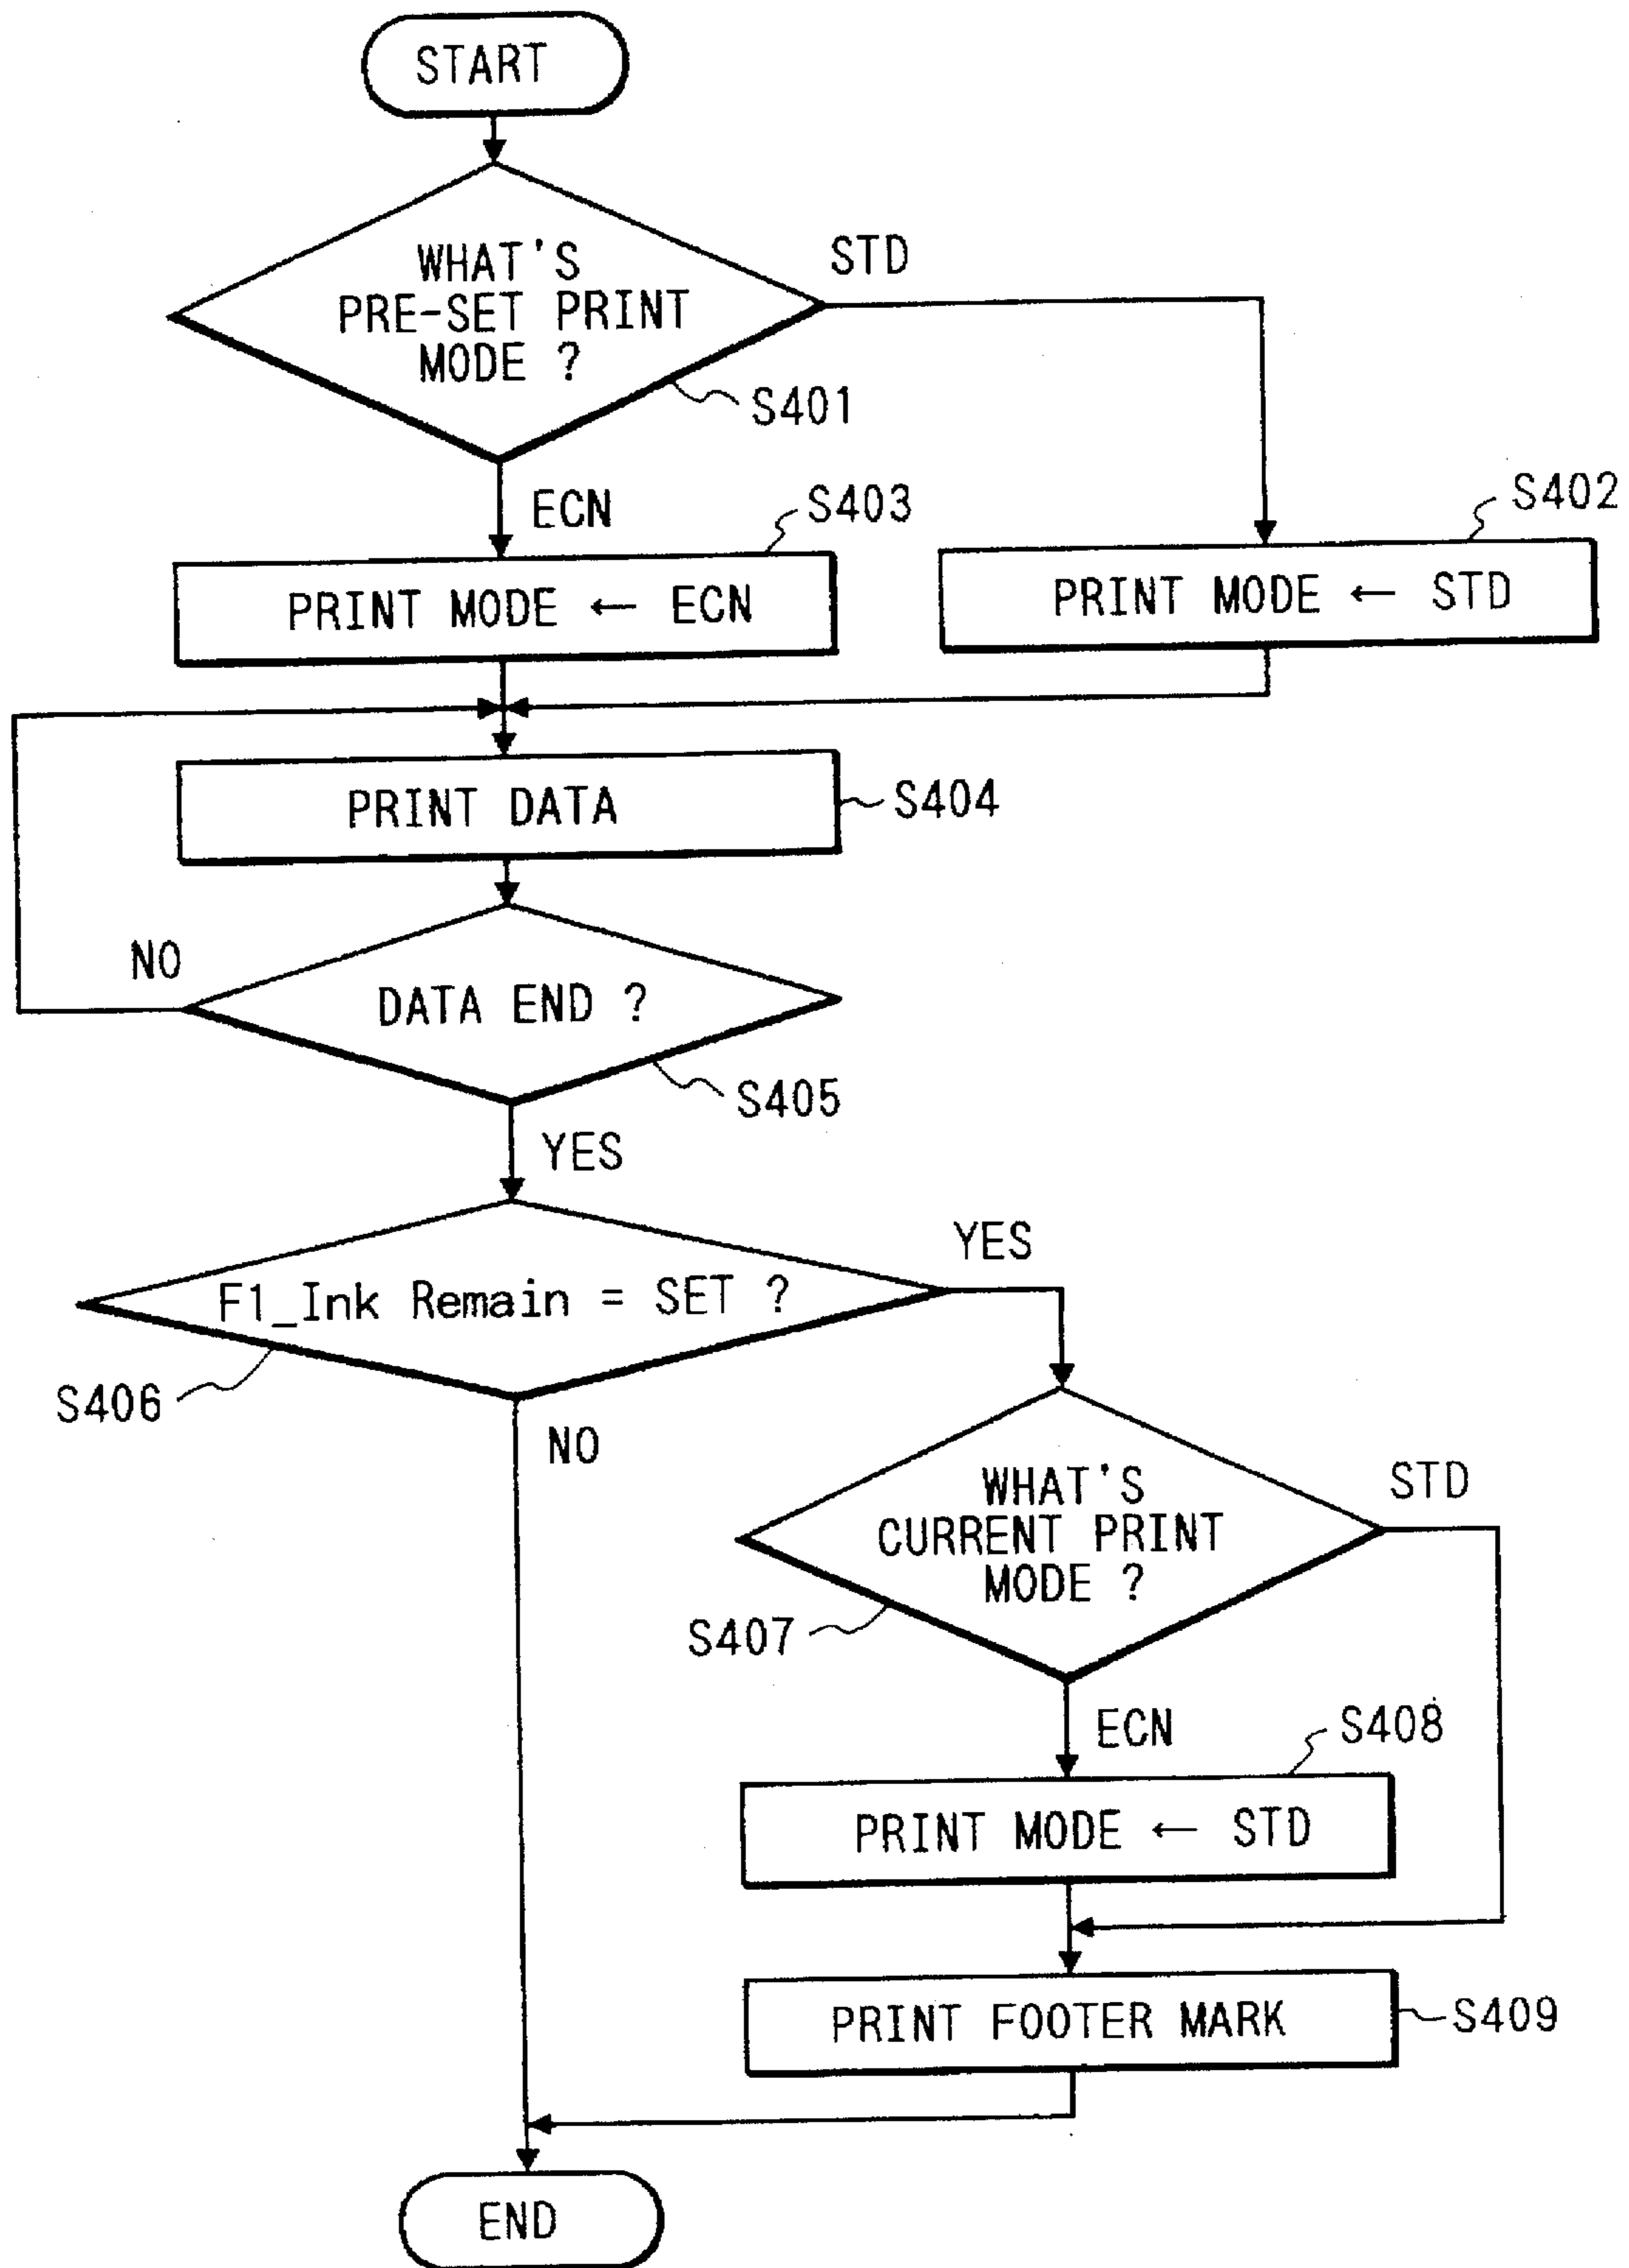 START
WHAT'S
PRE-SET PRINT
MODE ?
STD
S401
ECN
S403
S402
PRINT MODE ← ECN
PRINT MODE ← STD
PRINT DATA
S404
NO
DATA END ?
S405
YES
F1_Ink Remain = SET ?
YES
S406
NO
WHAT'S
CURRENT PRINT
MODE ?
STD
S407
ECN
S408
PRINT MODE ← STD
PRINT FOOTER MARK
S409
END